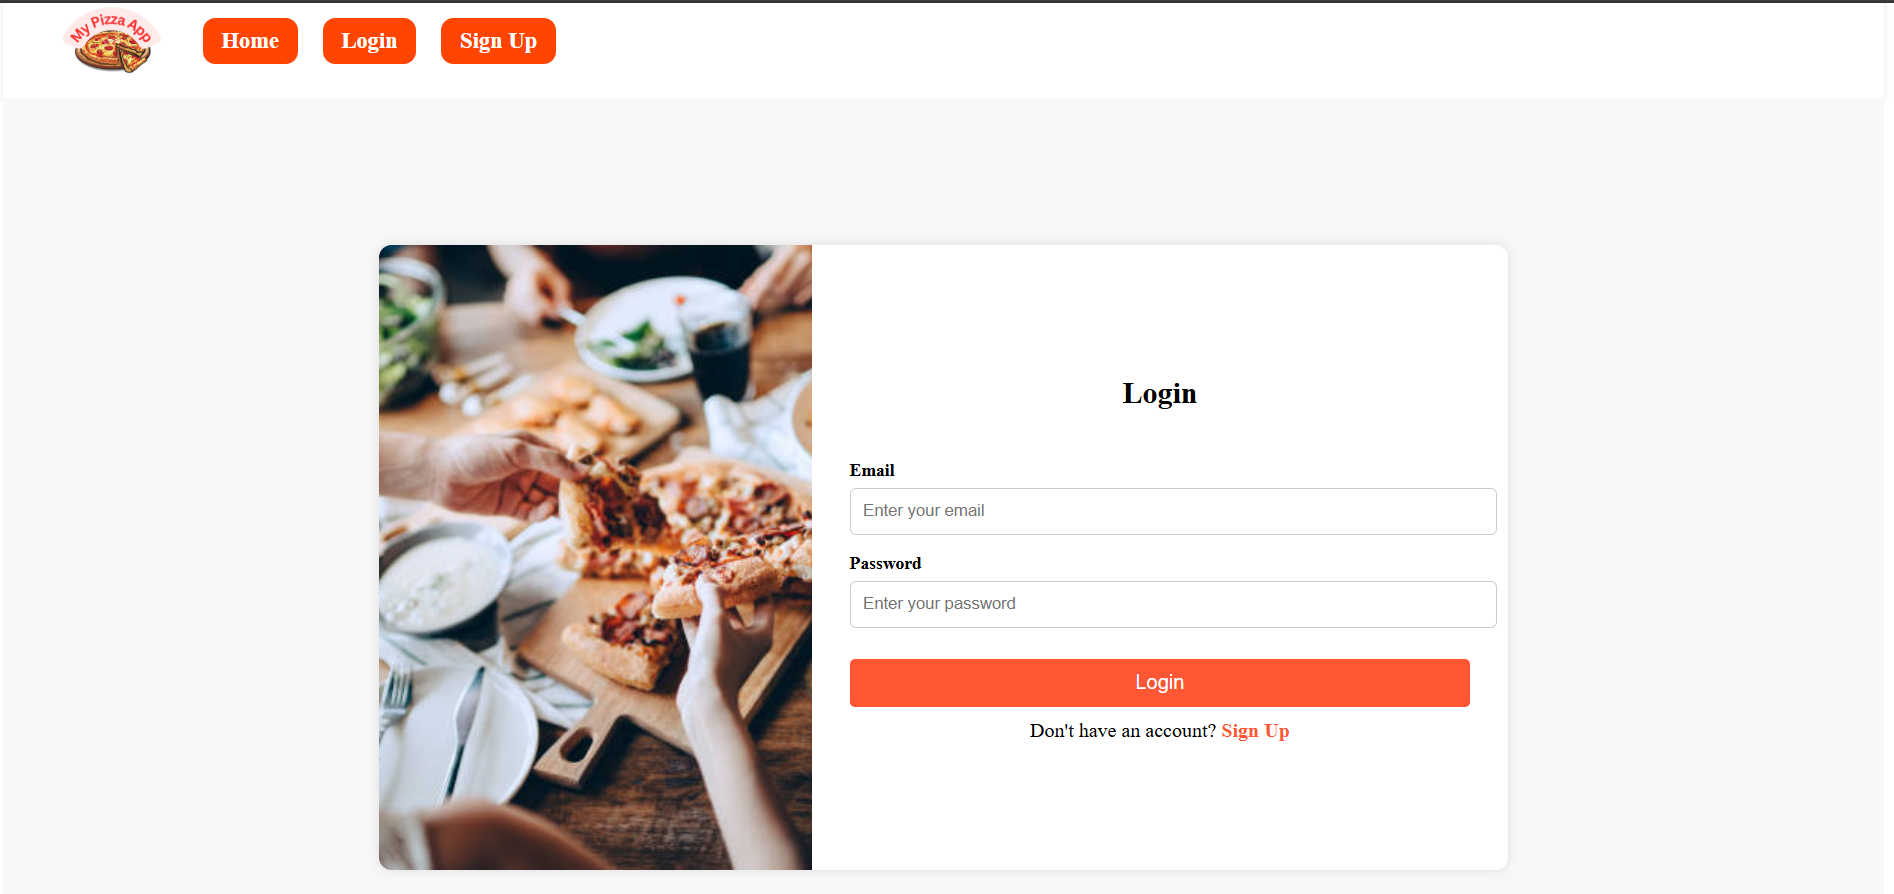 My Pizza App
Home
Login
Sign Up
Login
Email
Enter your email
Password
Enter your password
Login
Don't have an account? Sign Up